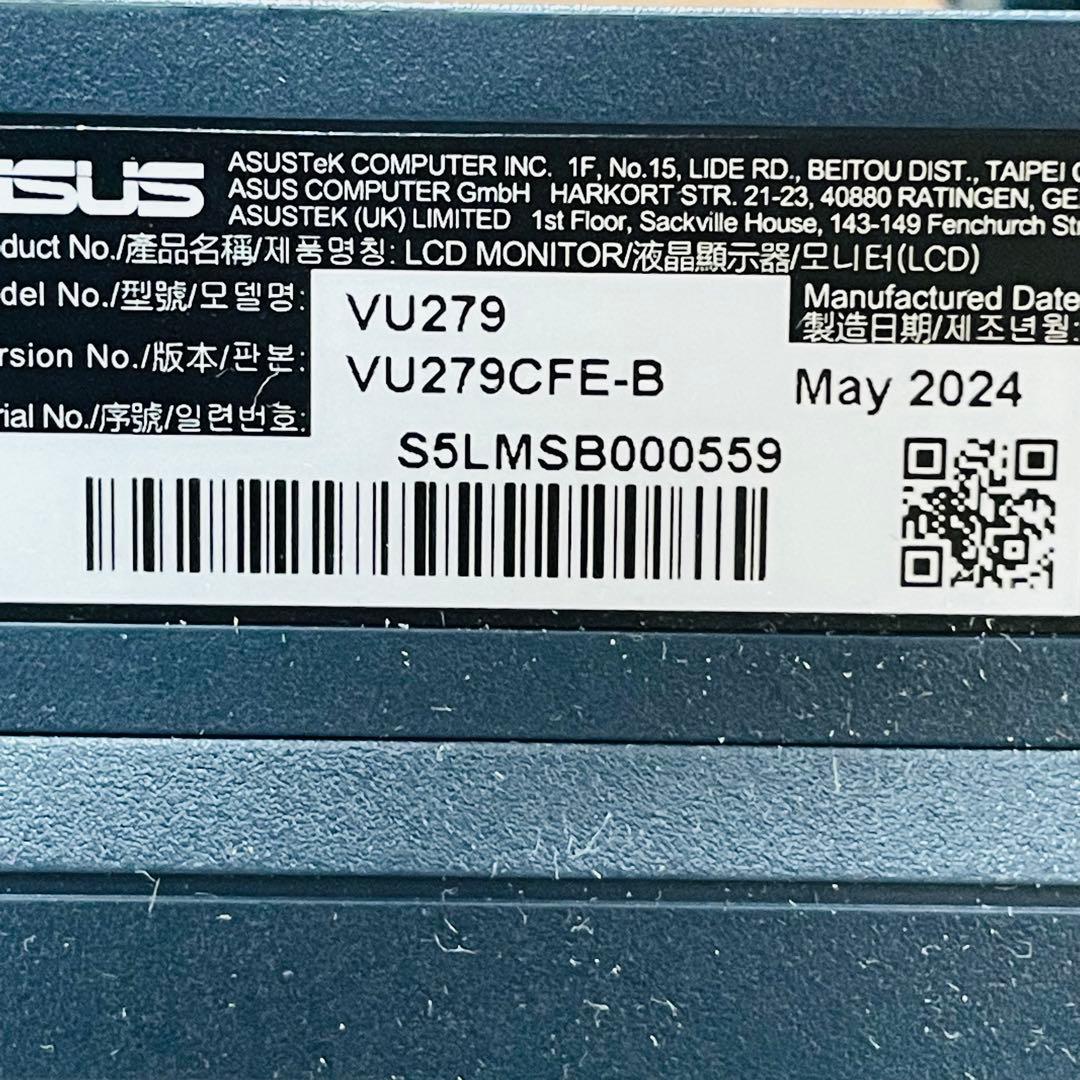 ASUS
ASUSTeK COMPUTER INC. 1F, No.15, LIDE RD., BEITOU DIST., TAIPEI
ASUS COMPUTER GmbH HARKORT STR. 21-23, 40880 RATINGEN, GE
ASUSTEK (UK) LIMITED 1st Floor, Sackville House, 143-149 Fenchurch St
oduct No./產品名稱/제품명칭: LCD MONITOR/液晶顯示器/모니터(LCD)
del No./型號/모델명: VU279
rsion No./版本/판본: VU279CFE-B
rial No./序號/일련번호:
S5LMSB000559
Manufactured Date
製造日期/제조년월:
May 2024